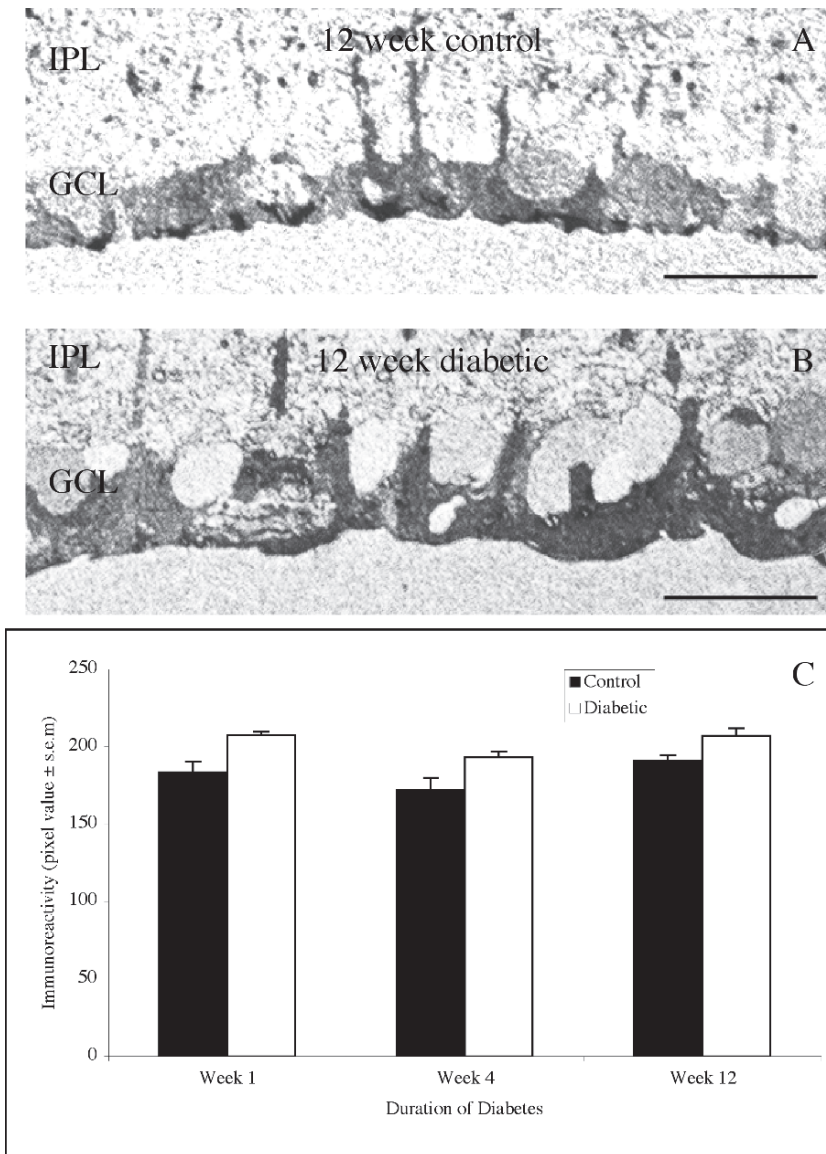 IPL
12 week control
A
GCL
IPL
12 week diabetic
B
GCL
C
250
200
150
100
50
0
Immunoreactivity (pixel value ± s.e.m)
Control
Diabetic
Week 1
Week 4
Week 12
Duration of Diabetes